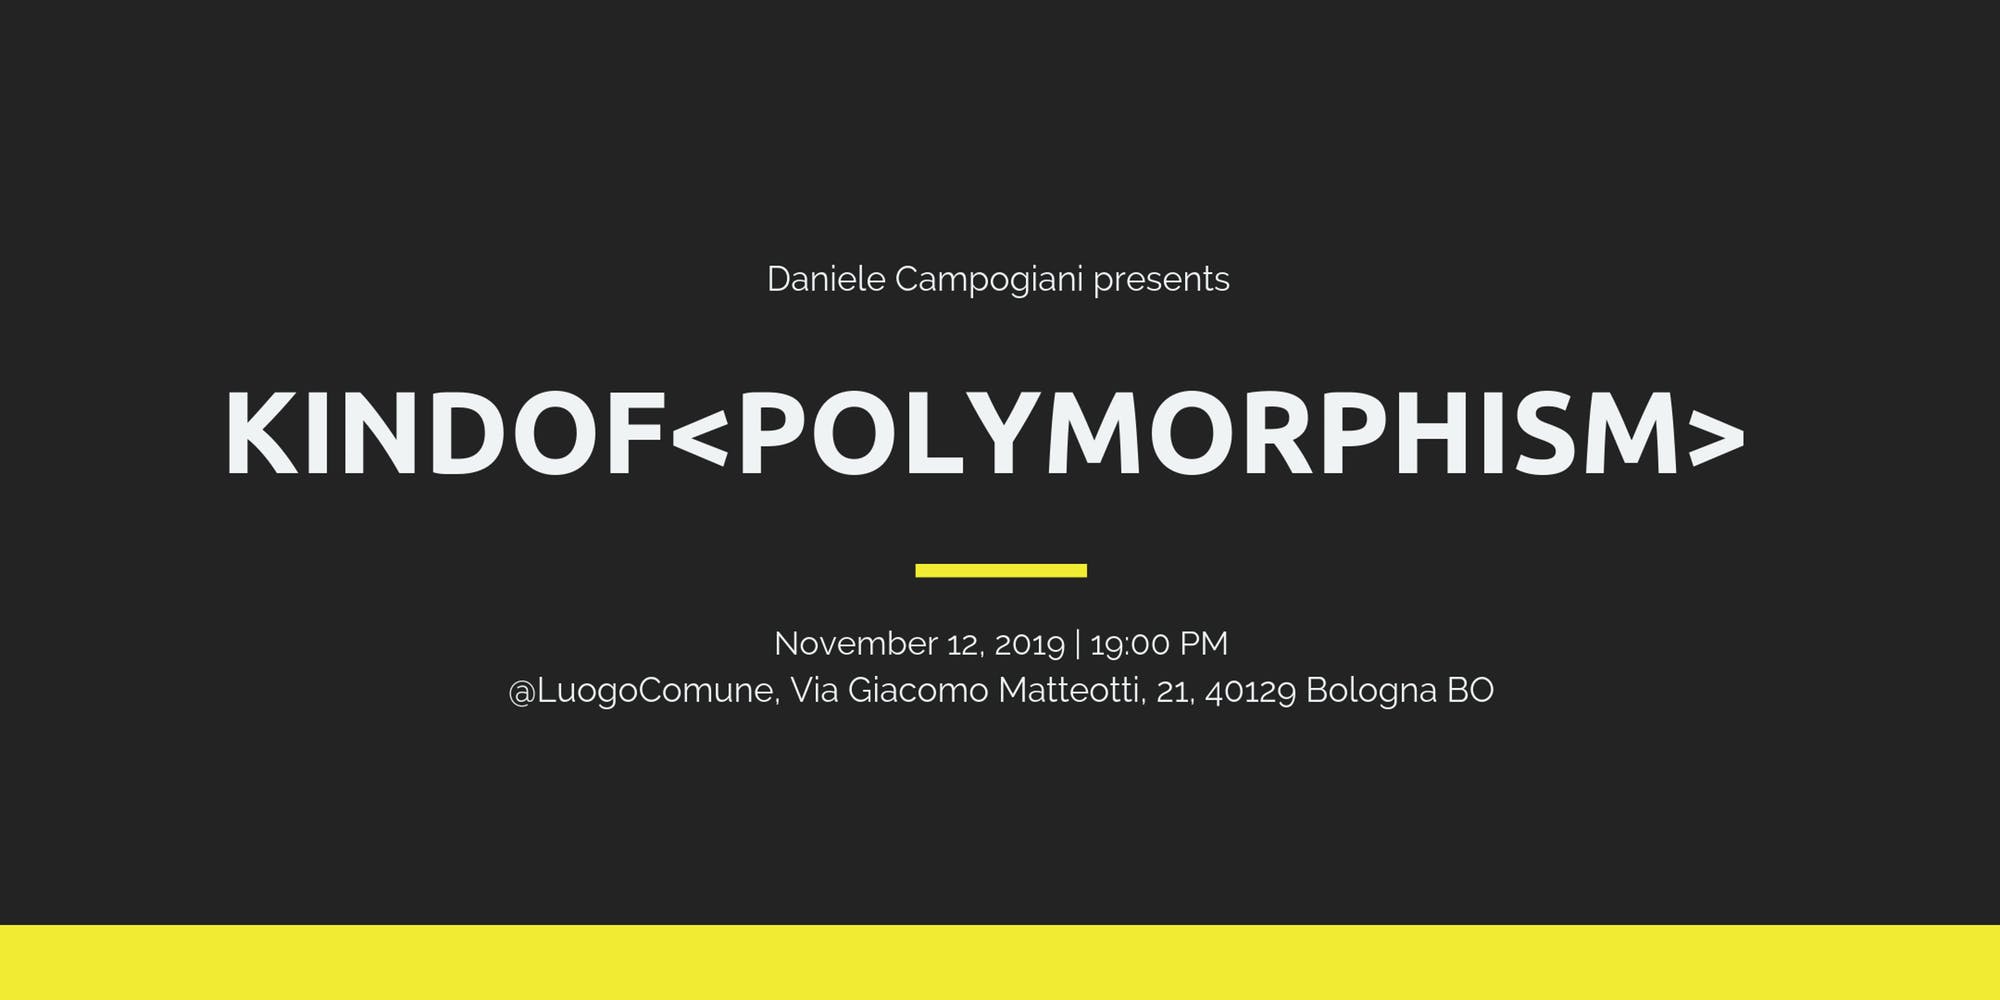 Daniele Campogiani presents
KINDOF<POLYMORPHISM>
November 12, 2019 | 19:00 PM
@LuogoComune, Via Giacomo Matteotti, 21, 40129 Bologna BO